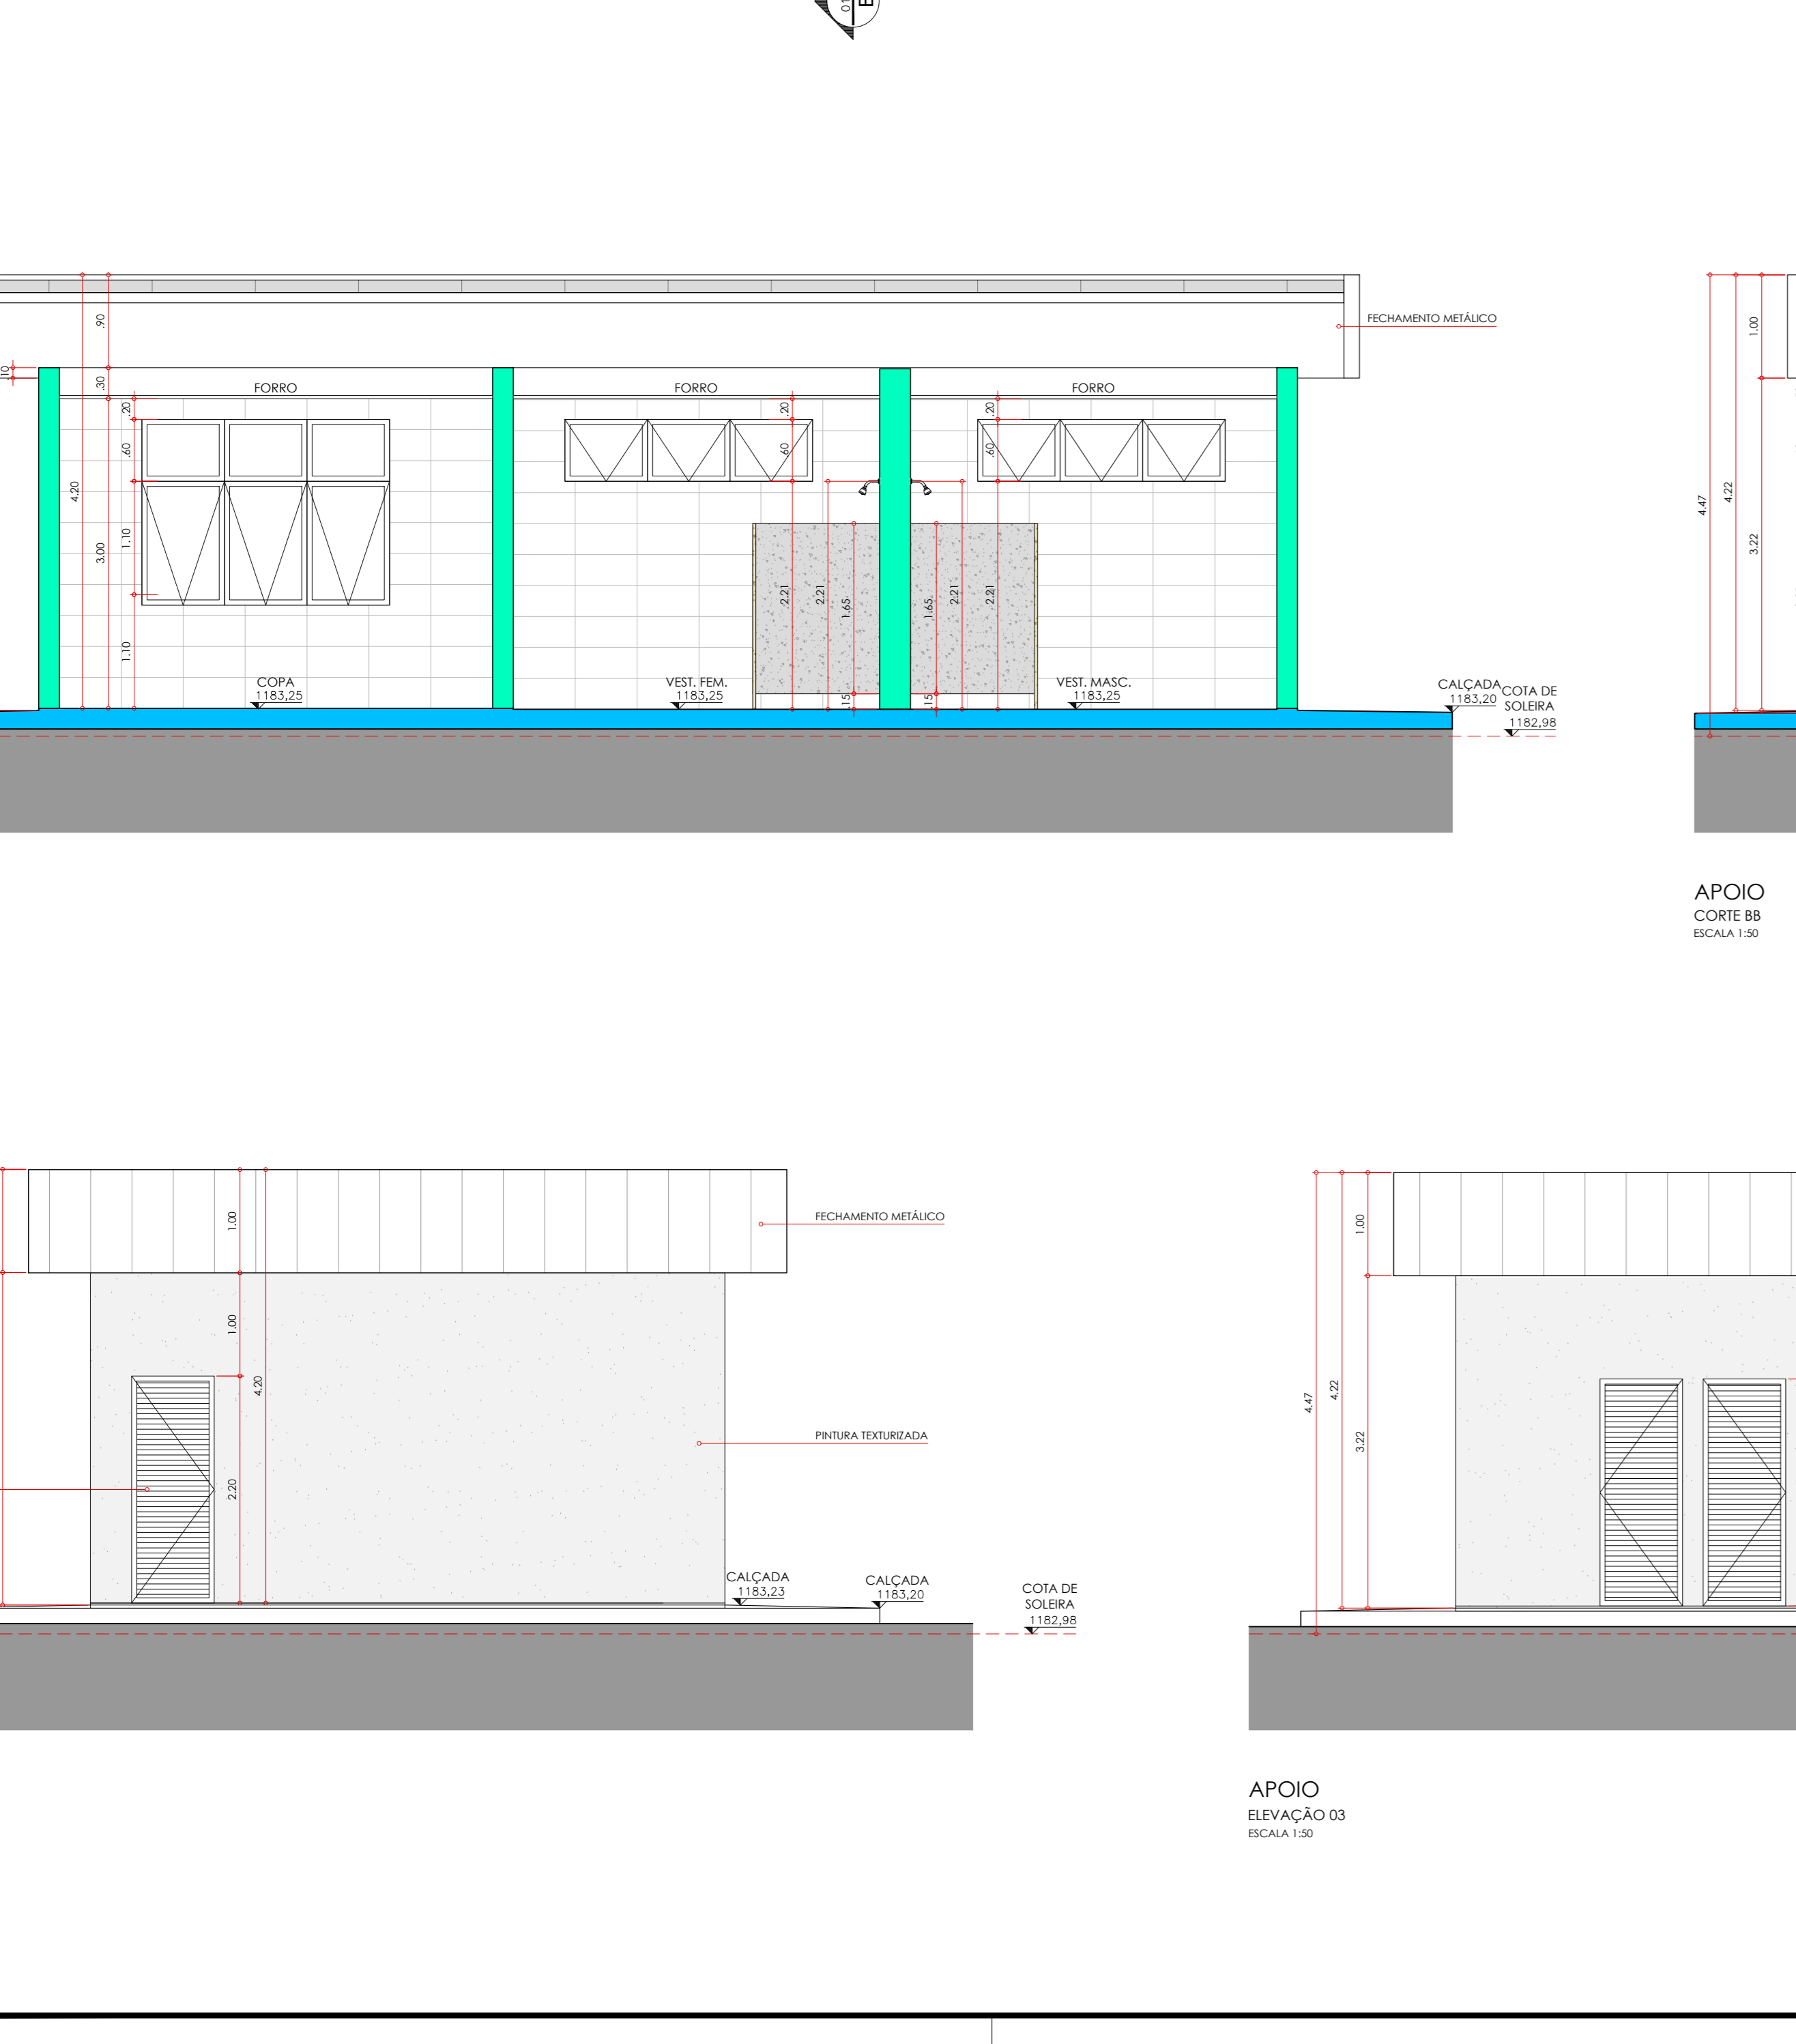 01
.90
FECHAMENTO METÁLICO
1.00
.10
.30
FORRO
FORRO
FORRO
.20
.20
.20
.60
.60
.60
4.20
4.47
4.22
1.10
3.00
3.22
2.21
2.21
1.65
1.65
2.21
2.21
1.10
COPA
1183,25
VEST. FEM.
1183,25
.15
.15
VEST. MASC.
1183,25
CALÇADA
1183,20
COTA DE
SOLEIRA
1182,98
APOIO
CORTE BB
ESCALA 1:50
1.00
FECHAMENTO METÁLICO
1.00
1.00
4.20
4.47
4.22
PINTURA TEXTURIZADA
3.22
2.20
CALÇADA
1183,23
CALÇADA
1183,20
COTA DE
SOLEIRA
1182,98
APOIO
ELEVAÇÃO 03
ESCALA 1:50